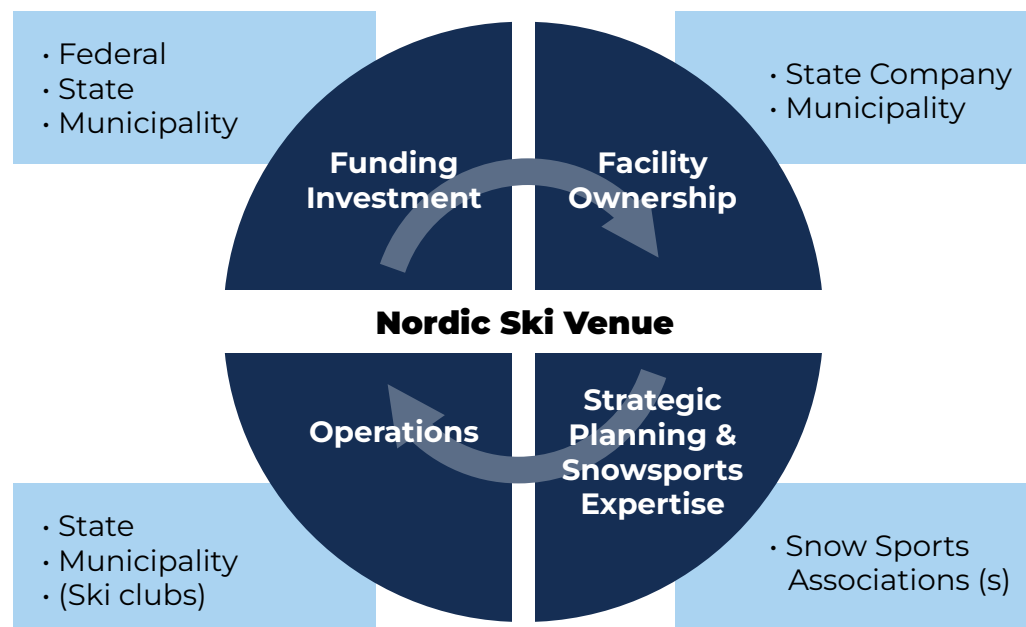 · Federal
· State
· Municipality
Funding
Investment
Facility
Ownership
· State Company
· Municipality
Nordic Ski Venue
Operations
Strategic
Planning &
Snowsports
Expertise
· State
· Municipality
· (Ski clubs)
· Snow Sports
Associations (s)